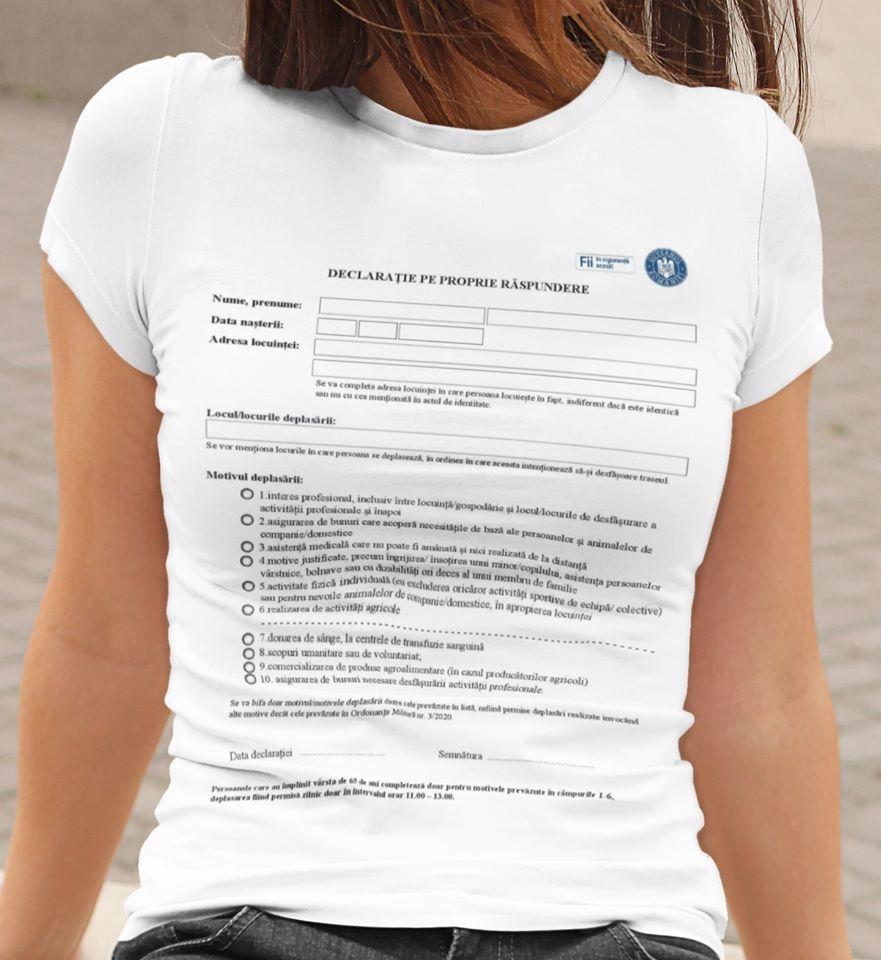 Fii în siguranță
acasă!
GUVERNUL ROMÂNIEI
DECLARAȚIE PE PROPRIE RĂSPUNDERE
Nume, prenume:
Data nașterii:
Adresa locuinței:
Se va completa adresa locuinței în care persoana locuiește în fapt, indiferent dacă este identică
sau nu cu cea menționată în actul de identitate.
Locul/locurile deplasării:
Se vor menționa locurile în care persoana se deplasează, în ordinea în care aceasta intenționează să-și desfășoare traseul.
Motivul deplasării:
1.interes profesional, inclusiv între locuință/gospodărie și locul/locurile de desfășurare a
activității profesionale și înapoi
2.asigurarea de bunuri care acoperă necesitățile de bază ale persoanelor și animalelor de
companie/domestice
3.asistență medicală care nu poate fi amânată și nici realizată de la distanță
4.motive justificate, precum îngrijirea/ însoțirea unui minor/copilului, asistența persoanelor
vârstnice, bolnave sau cu dizabilități ori deces al unui membru de familie
5.activitate fizică individuală (cu excluderea oricăror activități sportive de echipă/ colective)
sau pentru nevoile animalelor de companie/domestice, în apropierea locuinței
6.realizarea de activități agricole
7.donarea de sânge, la centrele de transfuzie sanguină
8.scopuri umanitare sau de voluntariat;
9.comercializarea de produse agroalimentare (în cazul producătorilor agricoli)
10. asigurarea de bunuri necesare desfășurării activității profesionale.
Se va bifa doar motivul/motivele deplasării dintre cele prevăzute în listă, nefiind permise deplasări realizate invocând
alte motive decât cele prevăzute în Ordonanța Militară nr. 3/2020.
Data declarației ........................ Semnătura ..............................
Persoanele care au împlinit vârsta de 65 de ani completează doar pentru motivele prevăzute în câmpurile 1-6,
deplasarea fiind permisă zilnic doar în intervalul orar 11.00 – 13.00.